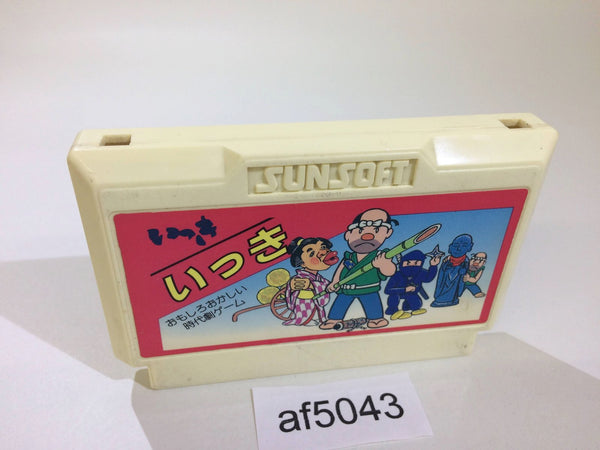 SUNSOFT
いっき
いっき
おもしろおかしい
時代劇ゲーム
af5043